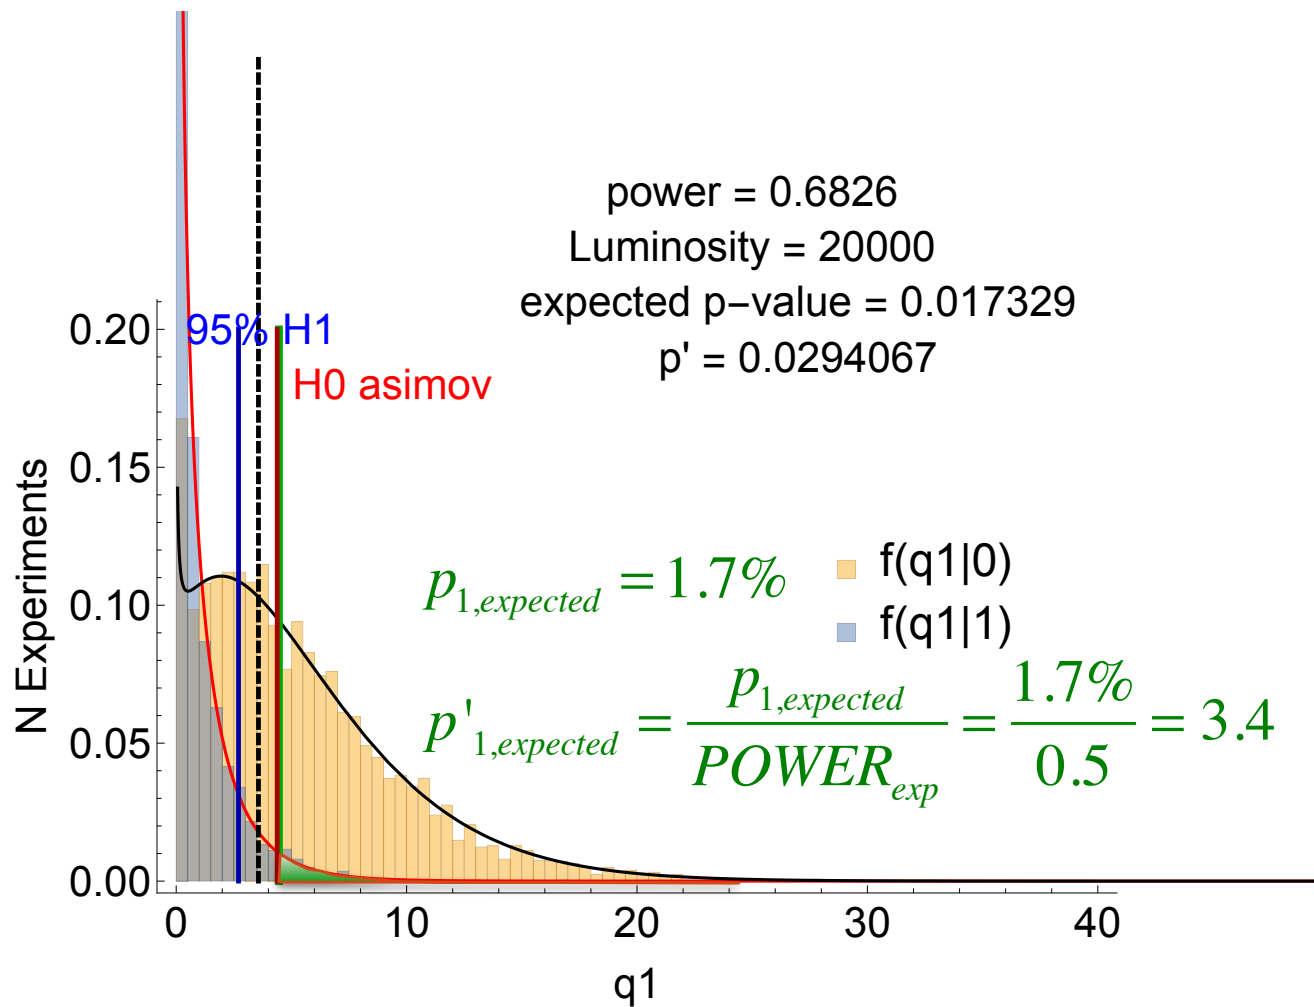 power = 0.6826
Luminosity = 20000
expected p−value = 0.017329
p' = 0.0294067
95% H1
H0 asimov
0.20
0.15
0.10
0.05
0.00
N Experiments
p1,expected = 1.7%
f(q1|0)
f(q1|1)
p'1,expected = p1,expected / POWERexp = 1.7% / 0.5 = 3.4
0 10 20 30 40
q1